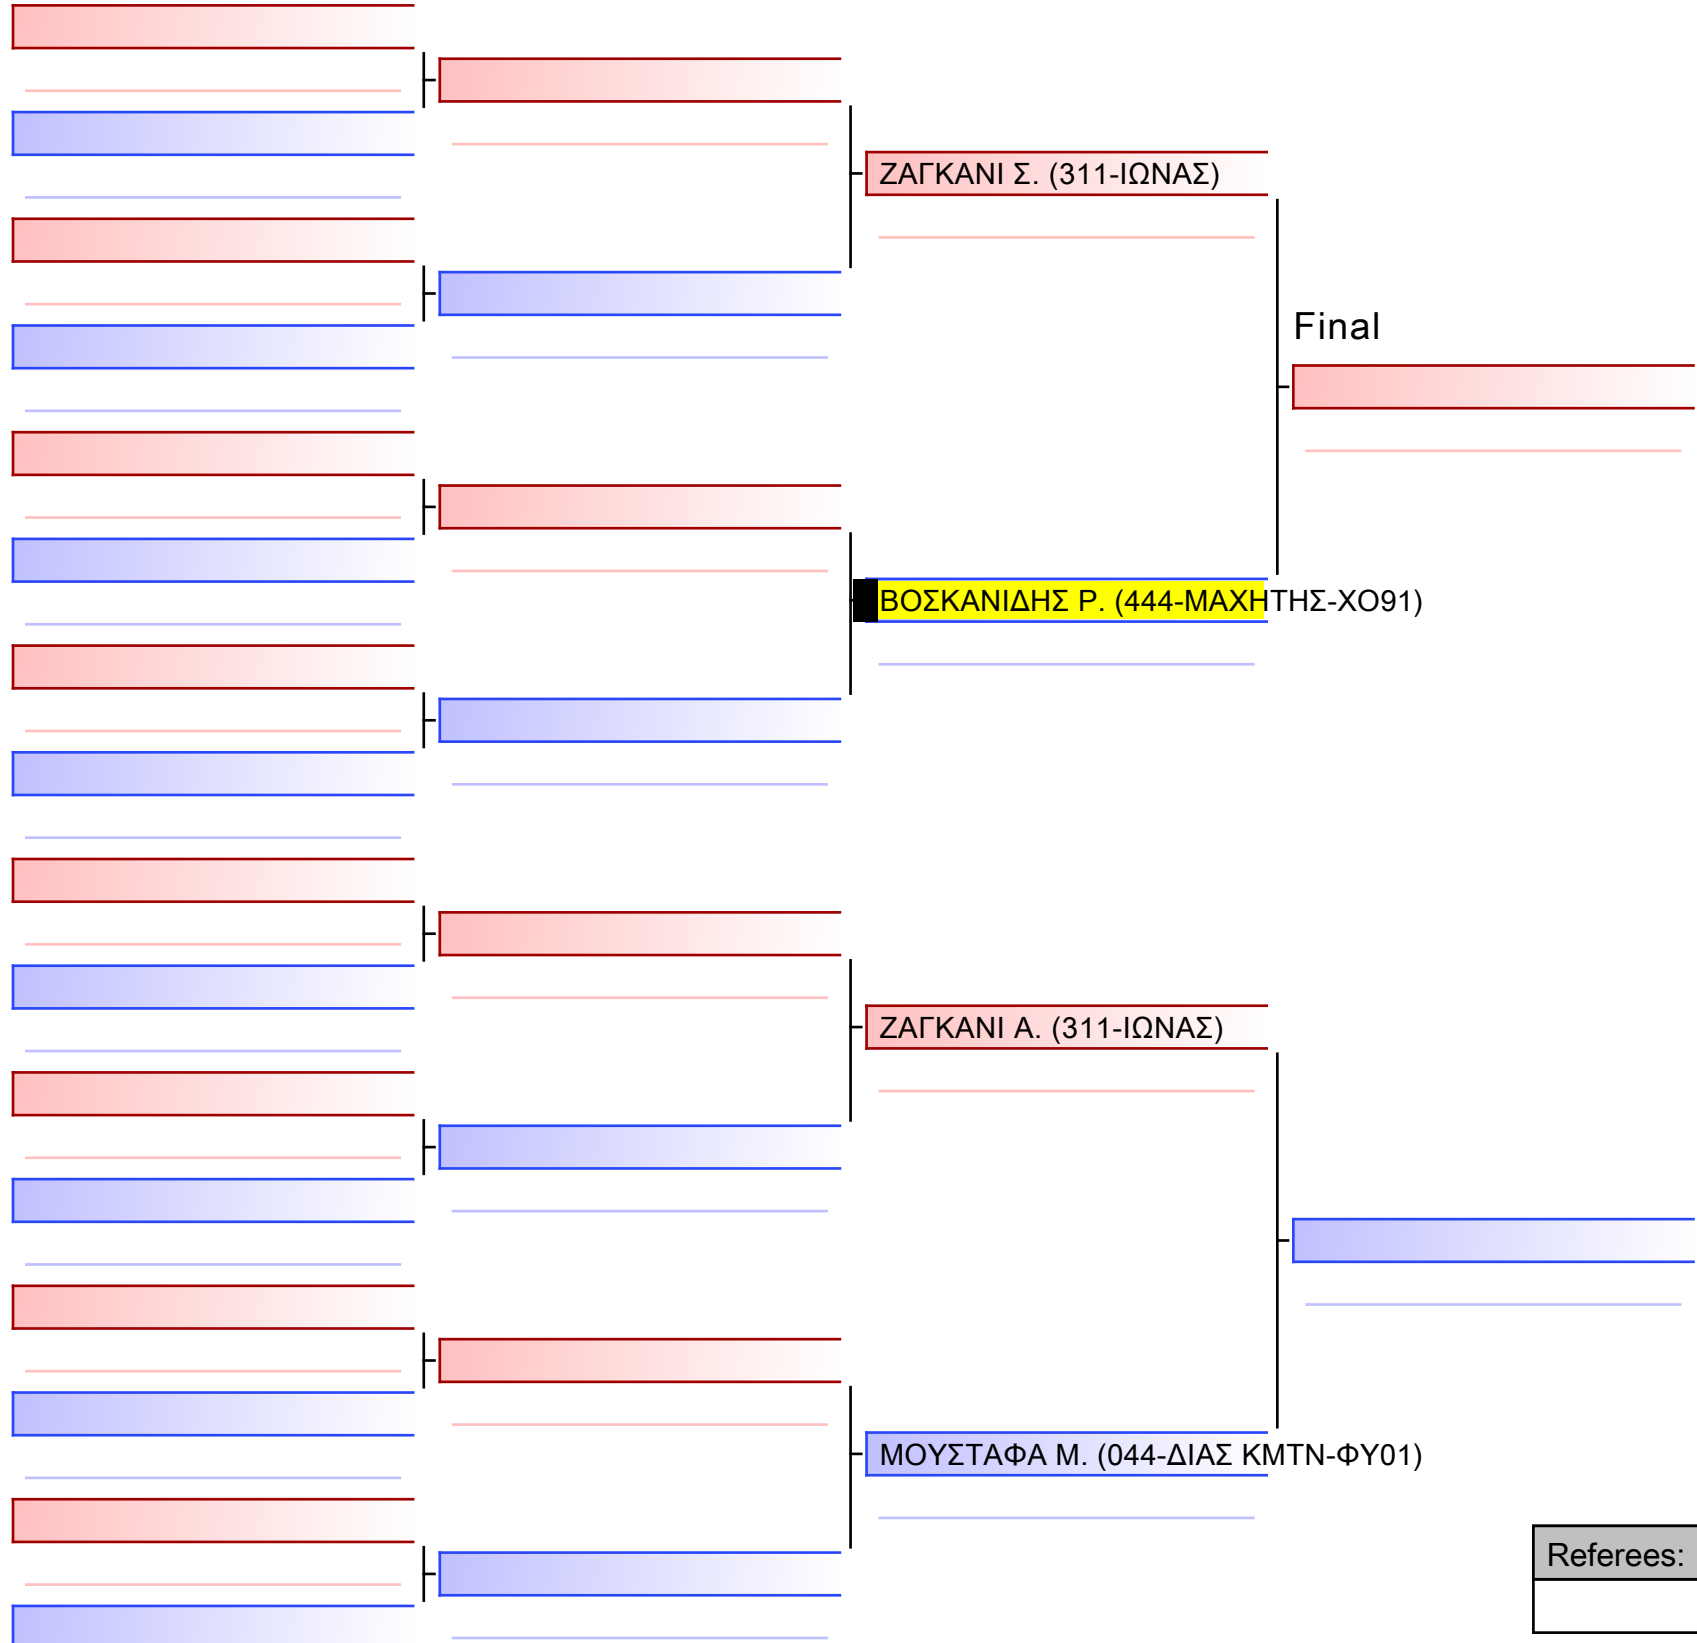 ΖΑΓΚΑΝΙ Σ. (311-ΙΩΝΑΣ)
Final
ΒΟΣΚΑΝΙΔΗΣ Ρ. (444-ΜΑΧΗΤΗΣ-ΧΟ91)
ΖΑΓΚΑΝΙ Α. (311-ΙΩΝΑΣ)
ΜΟΥΣΤΑΦΑ Μ. (044-ΔΙΑΣ ΚΜΤΝ-ΦΥ01)
Referees: